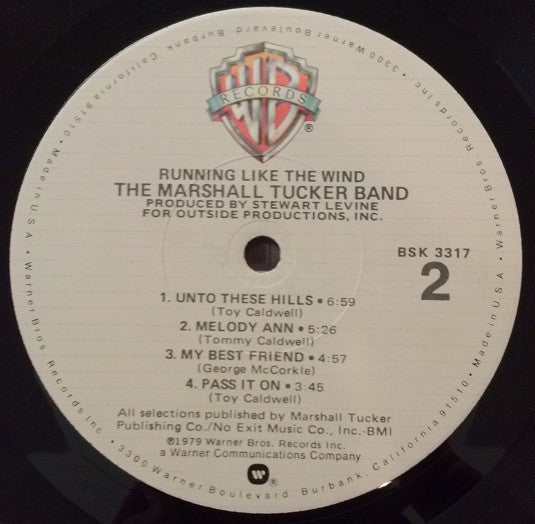 WB
RECORDS
®
RUNNING LIKE THE WIND
THE MARSHALL TUCKER BAND
PRODUCED BY STEWART LEVINE
FOR OUTSIDE PRODUCTIONS, INC.
BSK 3317
2
1. UNTO THESE HILLS • 6:59
(Toy Caldwell)
2. MELODY ANN • 5:26
(Tommy Caldwell)
3. MY BEST FRIEND • 4:57
(George McCorkle)
4. PASS IT ON • 3:45
(Toy Caldwell)
All selections published by Marshall Tucker
Publishing Co./No Exit Music Co., Inc.-BMI
℗1979 Warner Bros. Records Inc.
a Warner Communications Company
• 3300 Warner Boulevard, Burbank, California 91510 • Made in U.S.A. • Warner Bros. Records Inc. • 3300 Warner Boulevard, Burbank, California 91510 • Made in U.S.A. • Warner Bros. Records Inc.